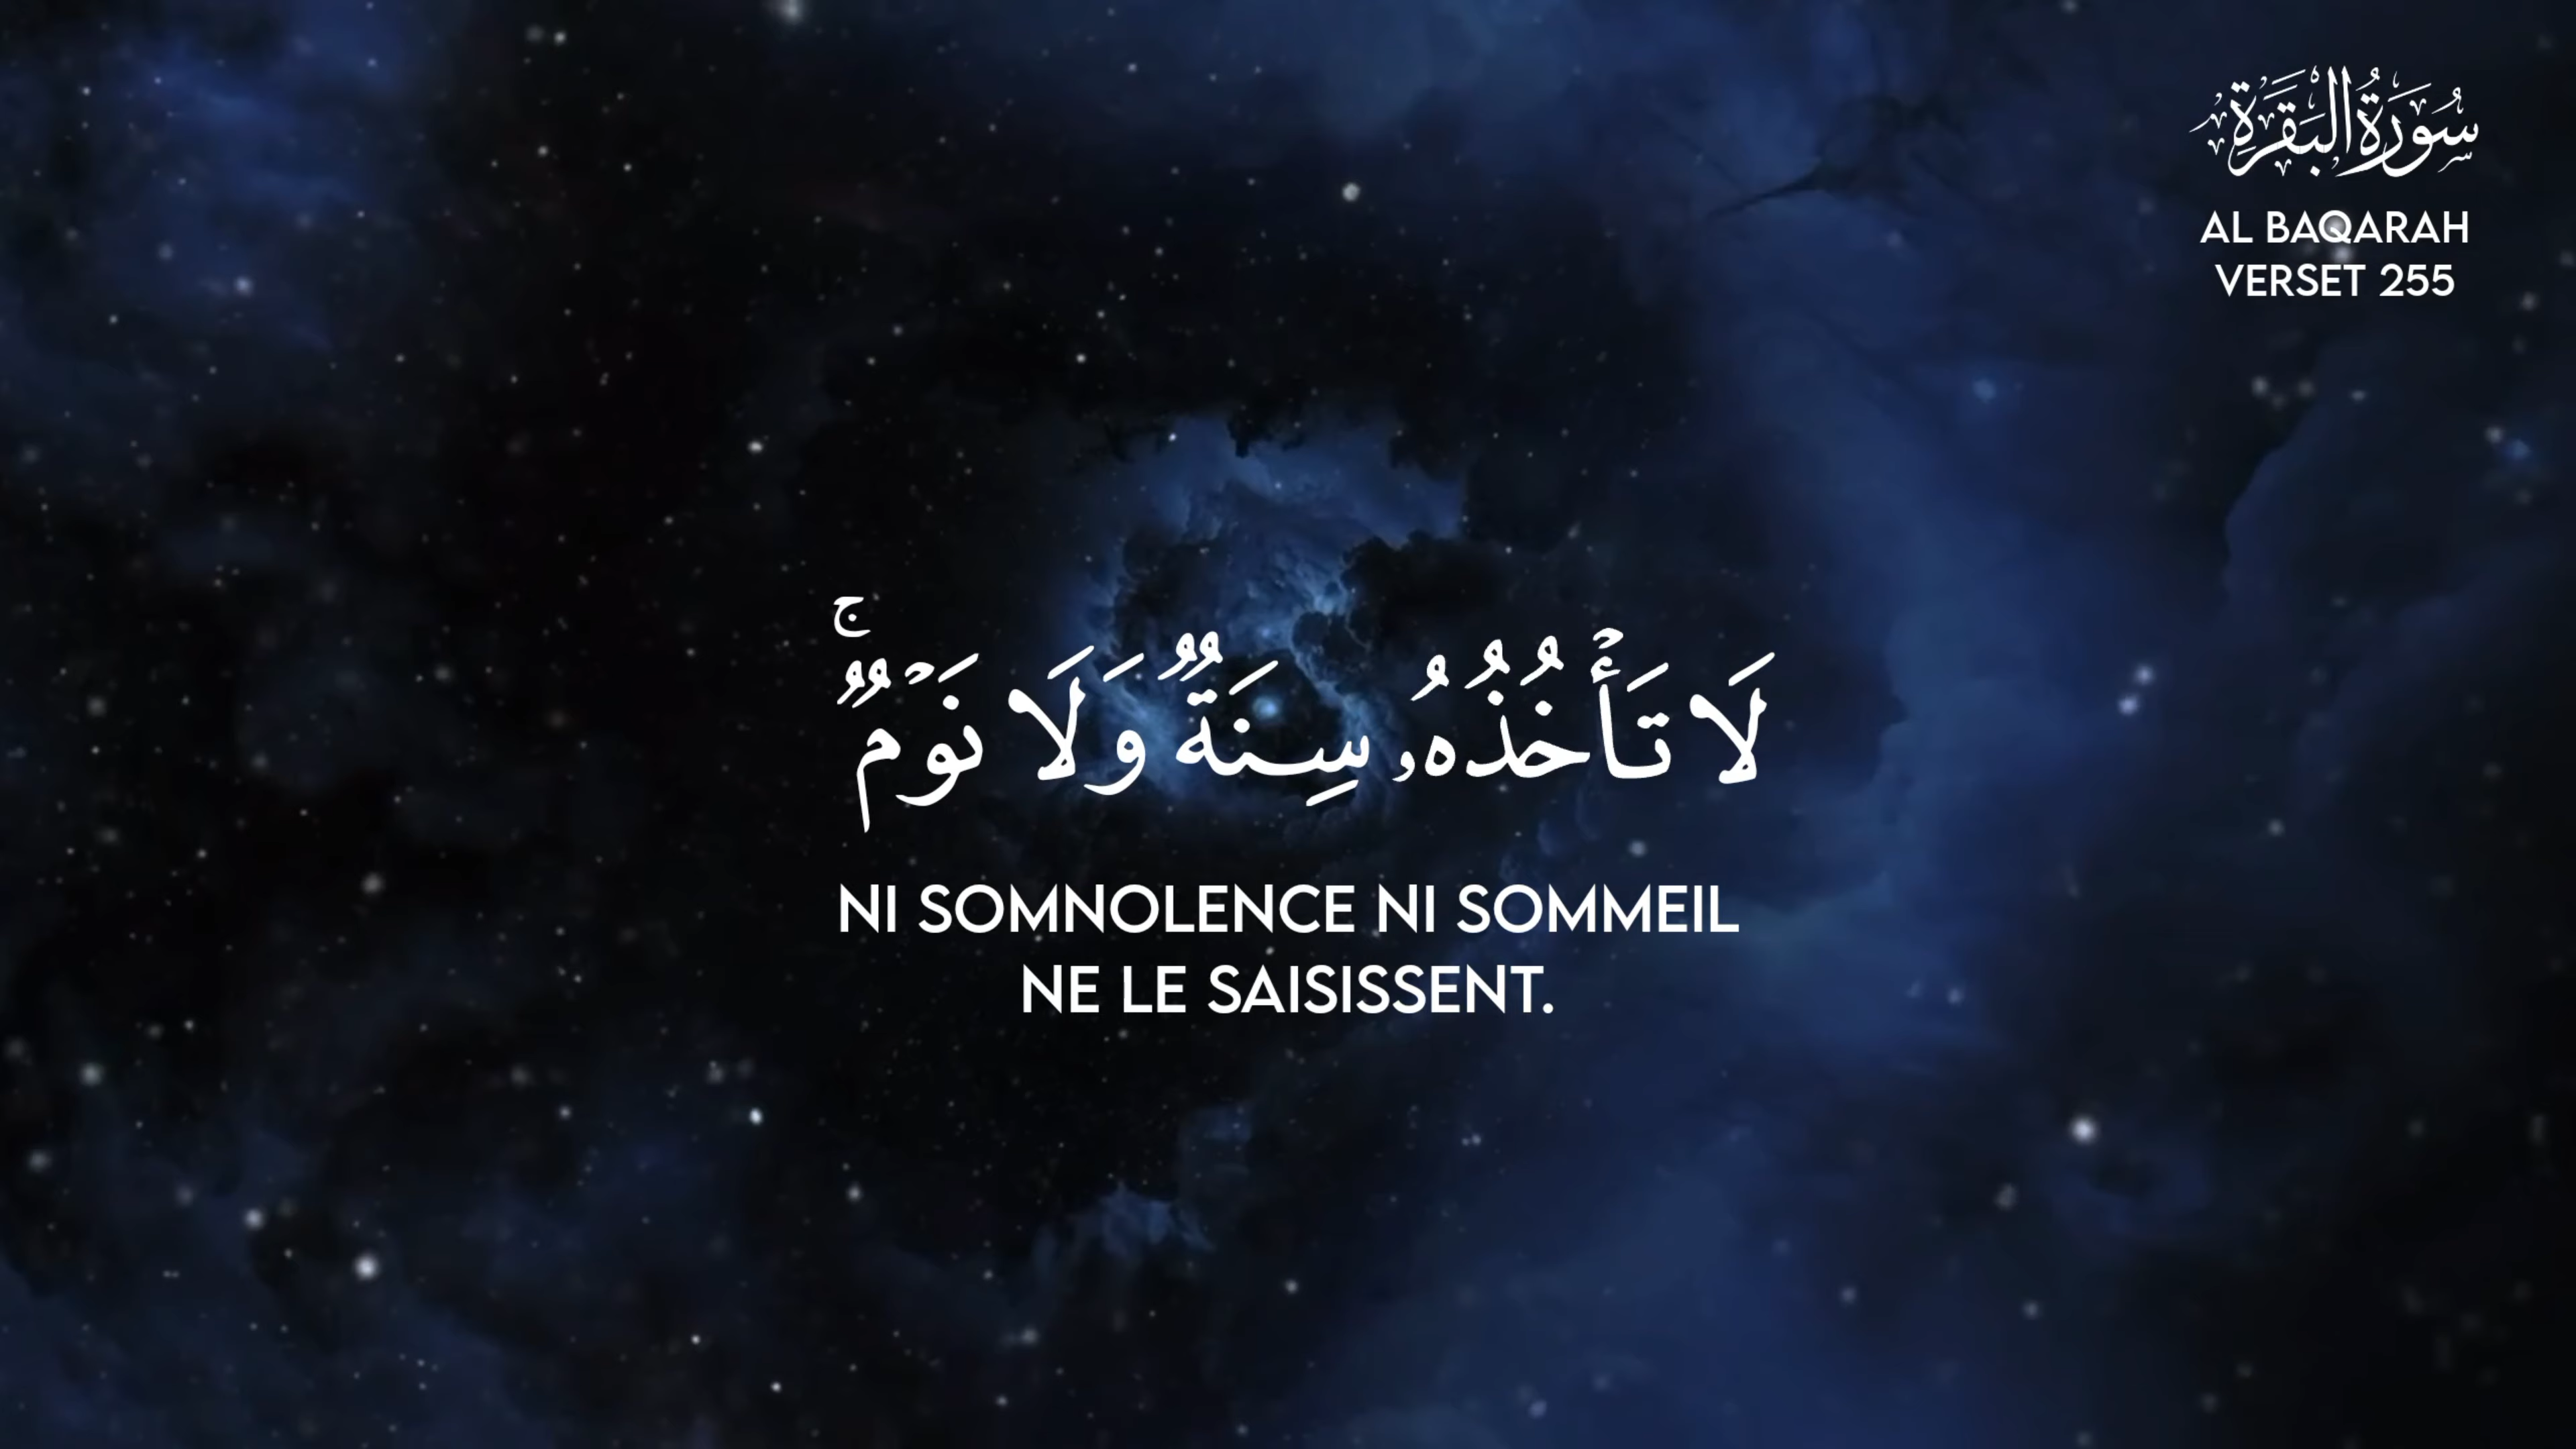 سُورَةُ البَقَرَةِ
AL BAQARAH
VERSET 255
لَا تَأۡخُذُهُۥ سِنَةٌ وَلَا نَوۡمٌۚ
NI SOMNOLENCE NI SOMMEIL
NE LE SAISISSENT.